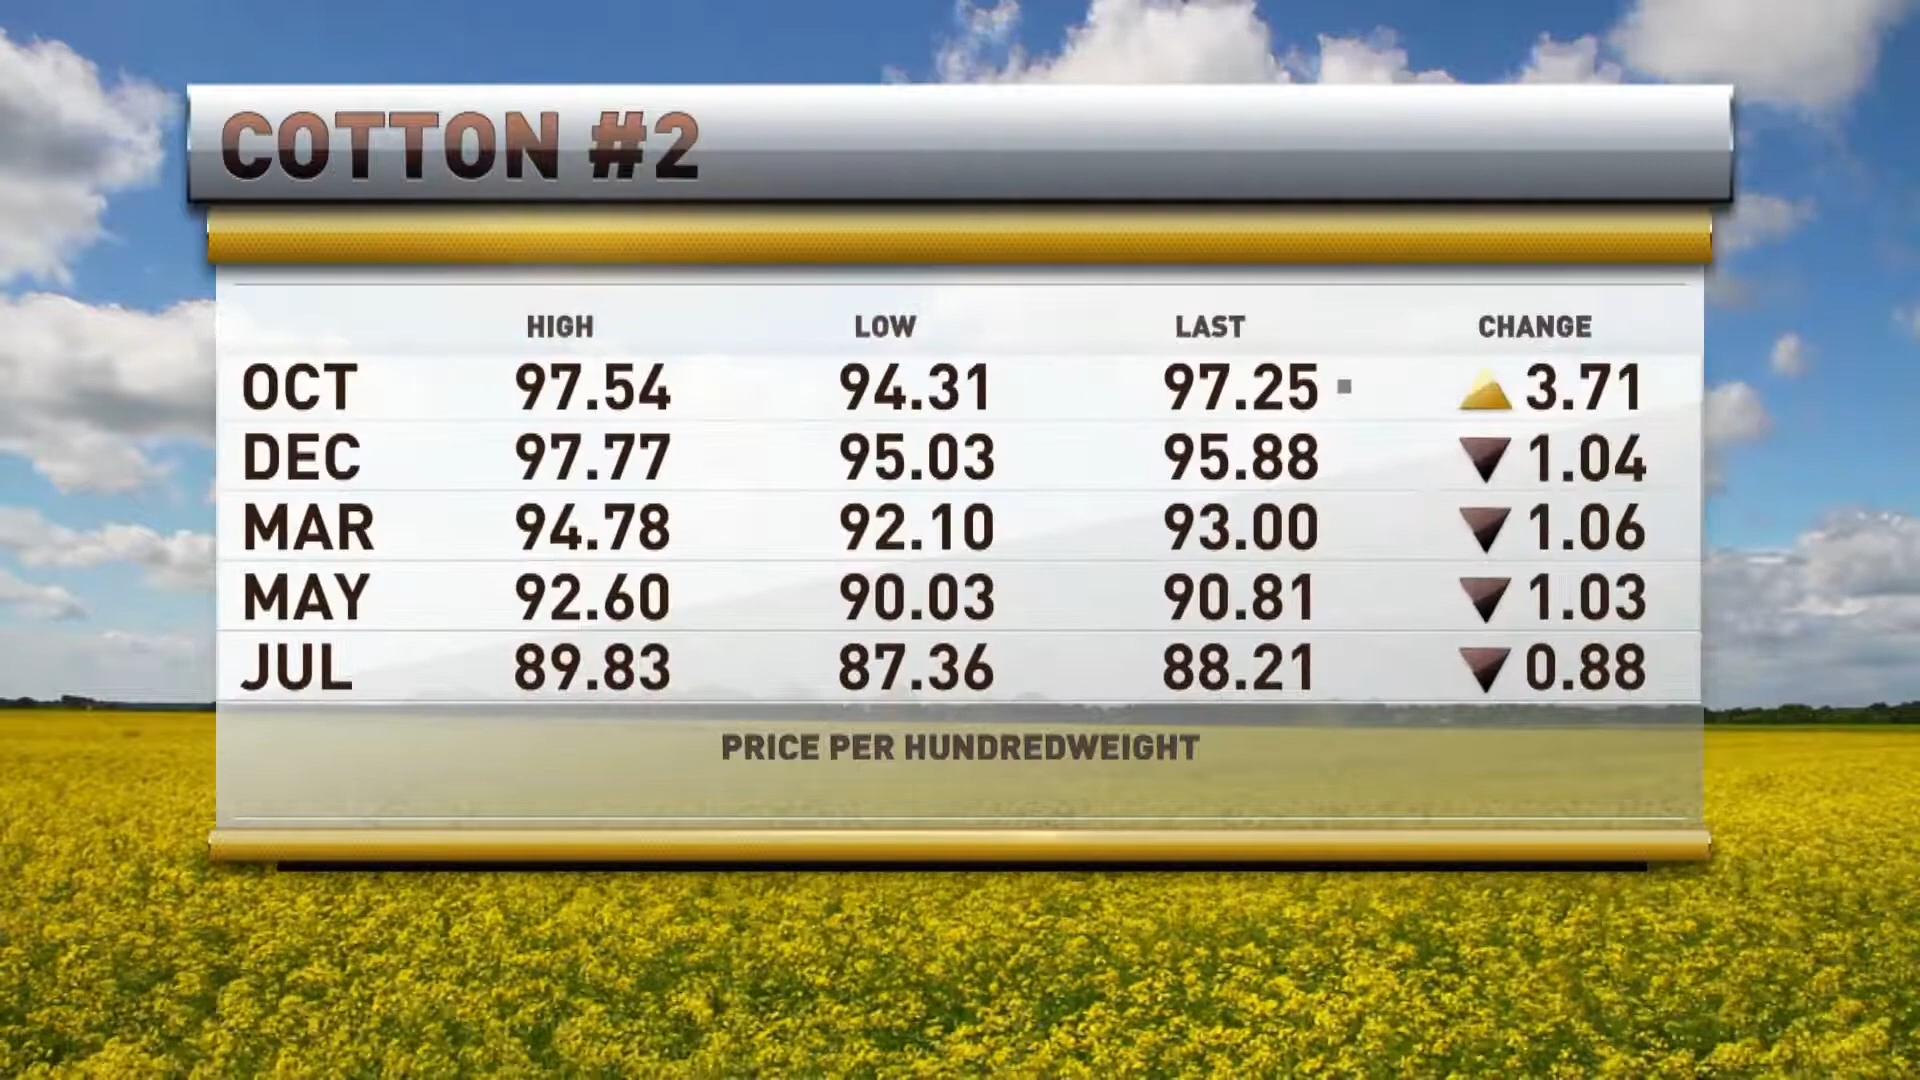 COTTON #2
HIGH LOW LAST CHANGE
OCT 97.54 94.31 97.25 ▪ ▲ 3.71
DEC 97.77 95.03 95.88 ▼ 1.04
MAR 94.78 92.10 93.00 ▼ 1.06
MAY 92.60 90.03 90.81 ▼ 1.03
JUL 89.83 87.36 88.21 ▼ 0.88
PRICE PER HUNDREDWEIGHT